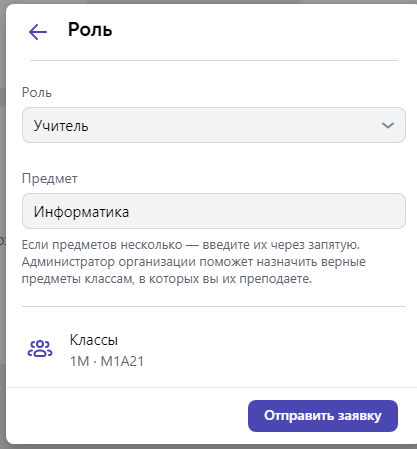 Роль
Роль
Учитель
Предмет
Информатика
Если предметов несколько — введите их через запятую.
Администратор организации поможет назначить верные
предметы классам, в которых вы их преподаете.
Классы
1М · М1А21
Отправить заявку